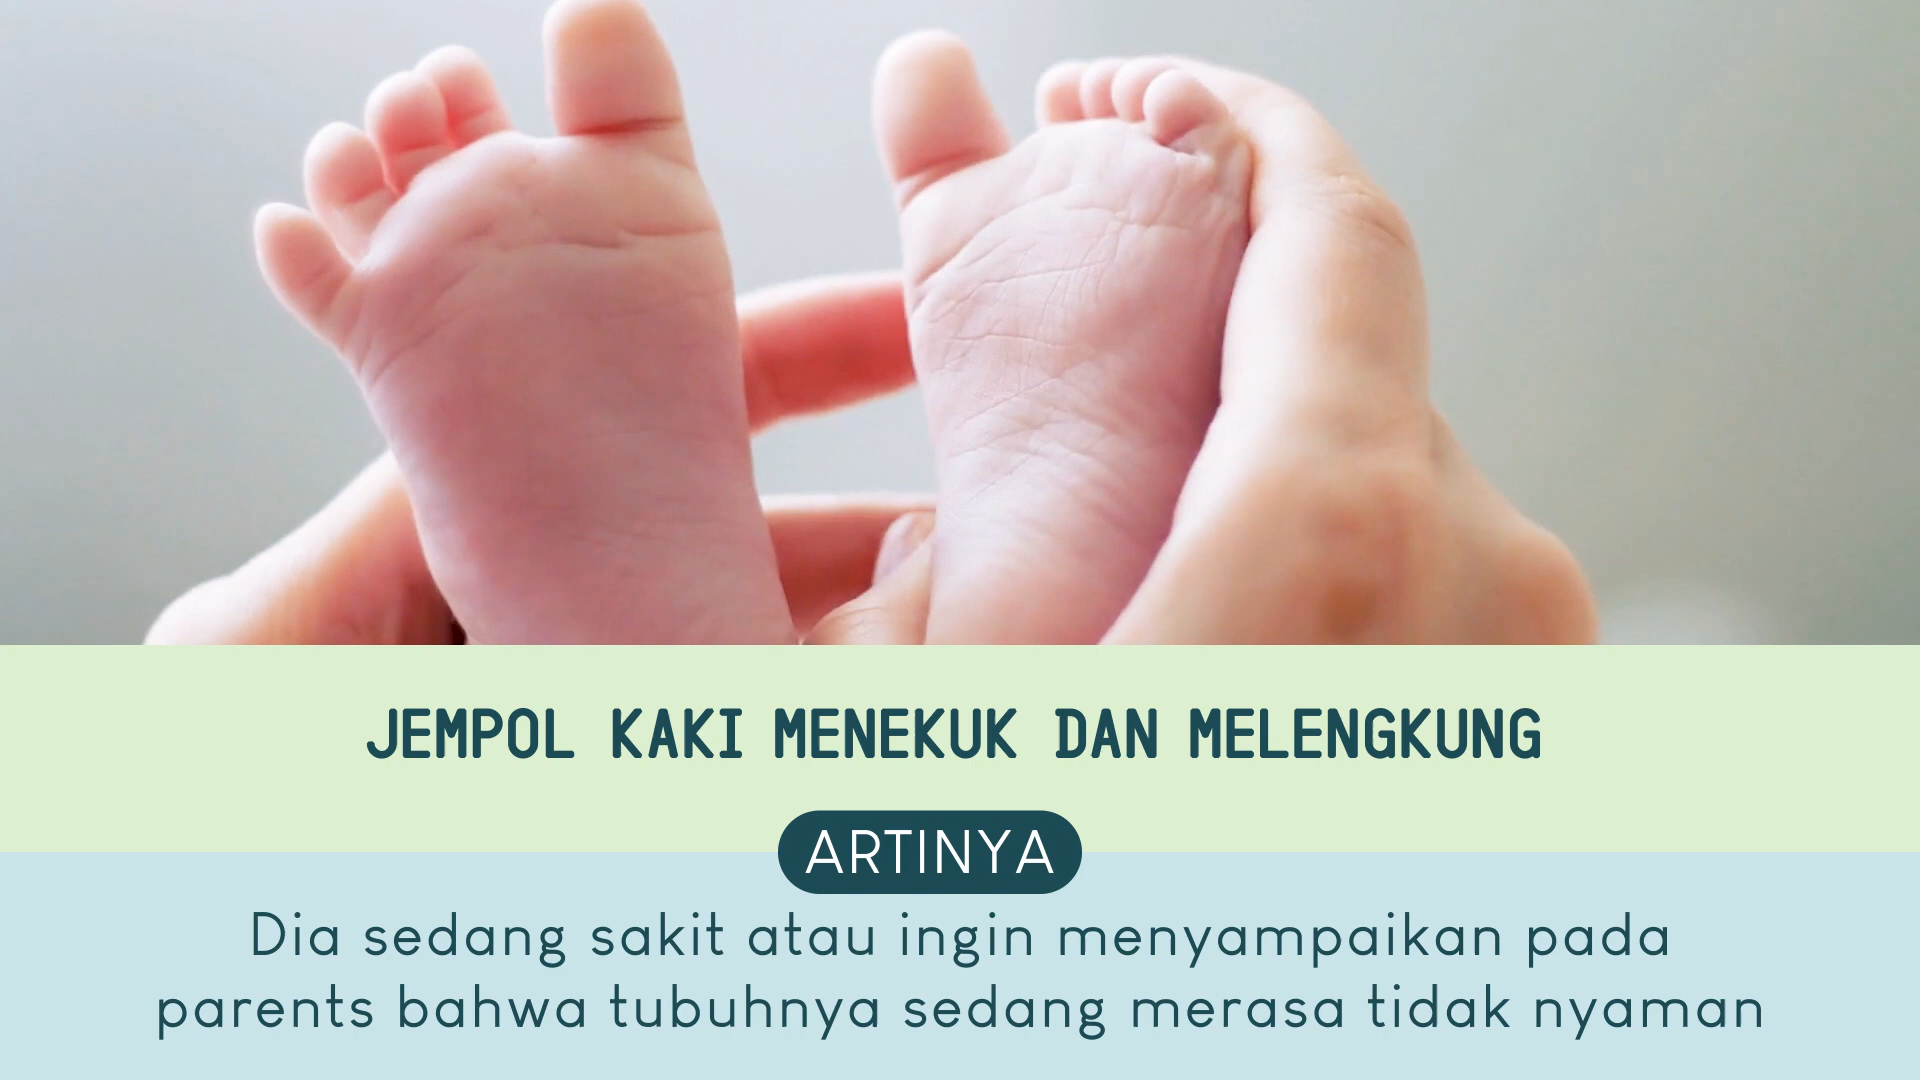 JEMPOL KAKI MENEKUK DAN MELENGKUNG
ARTINYA
Dia sedang sakit atau ingin menyampaikan pada
parents bahwa tubuhnya sedang merasa tidak nyaman